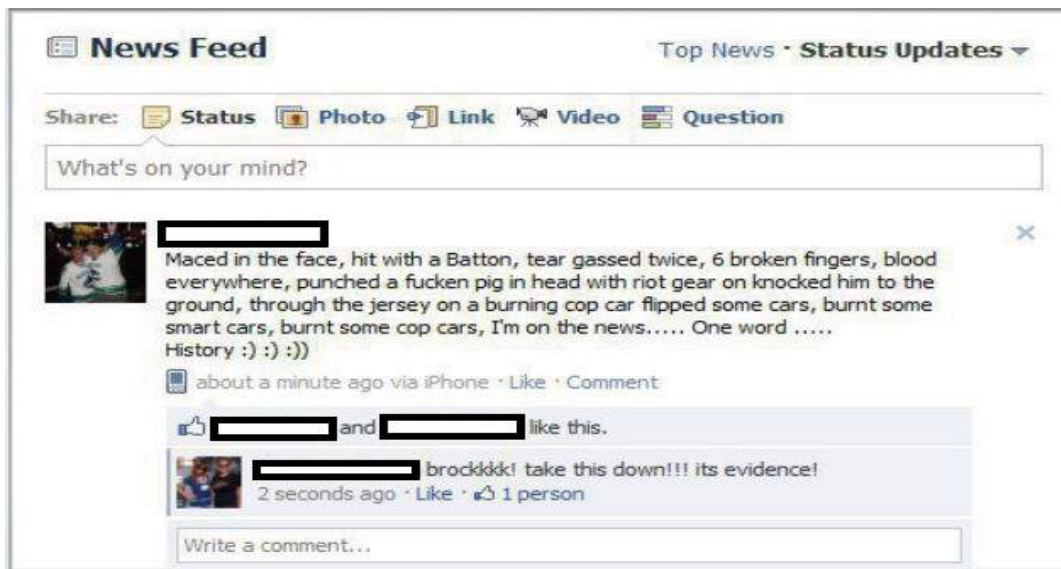 News Feed
Top News · Status Updates
Share: Status Photo Link Video Question
What's on your mind?
Maced in the face, hit with a Batton, tear gassed twice, 6 broken fingers, blood
everywhere, punched a fucken pig in head with riot gear on knocked him to the
ground, through the jersey on a burning cop car flipped some cars, burnt some
smart cars, burnt some cop cars, I'm on the news..... One word .....
History :) :) :))
about a minute ago via iPhone · Like · Comment
and like this.
brockkkk! take this down!!! its evidence!
2 seconds ago · Like · 1 person
Write a comment...